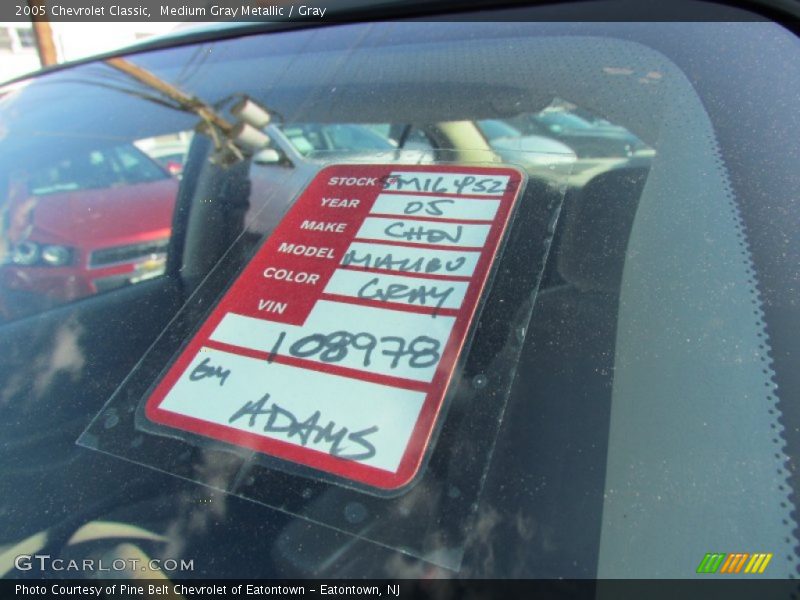 2005 Chevrolet Classic, Medium Gray Metallic / Gray
STOCK 5M164952S
YEAR 05
MAKE CHEV
MODEL MALIBU
COLOR GRAY
VIN
108978
GM
ADAMS
GTCARLOT.COM
Photo Courtesy of Pine Belt Chevrolet of Eatontown – Eatontown, NJ